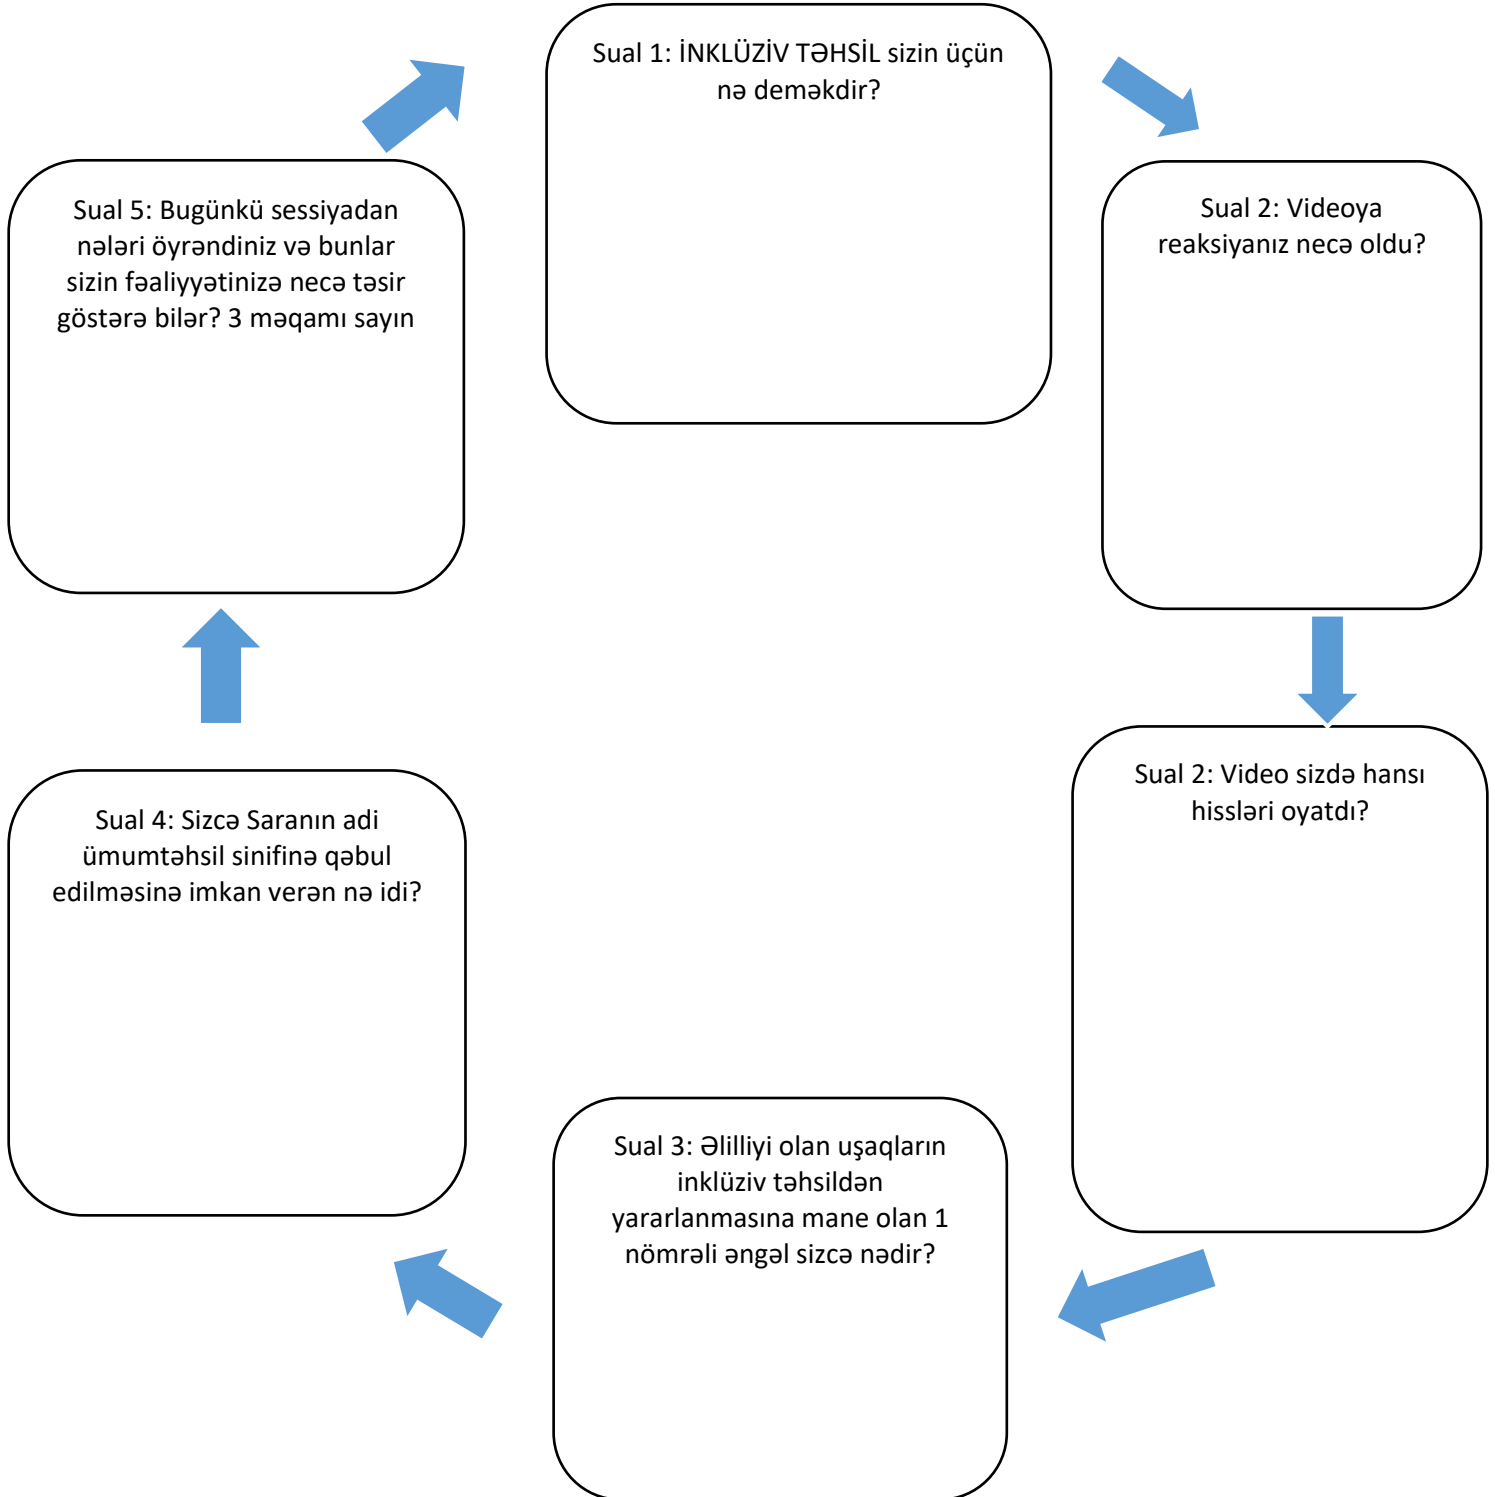 Sual 1: İNKLÜZİV TƏHSİL sizin üçün
nə deməkdir?
Sual 2: Videoya
reaksiyanız necə oldu?
Sual 2: Video sizdə hansı
hissləri oyatdı?
Sual 3: Əlilliyi olan uşaqların
inklüziv təhsildən
yararlanmasına mane olan 1
nömrəli əngəl sizcə nədir?
Sual 4: Sizcə Saranın adi
ümumtəhsil sinifinə qəbul
edilməsinə imkan verən nə idi?
Sual 5: Bugünkü sessiyadan
nələri öyrəndiniz və bunlar
sizin fəaliyyətinizə necə təsir
göstərə bilər? 3 məqamı sayın